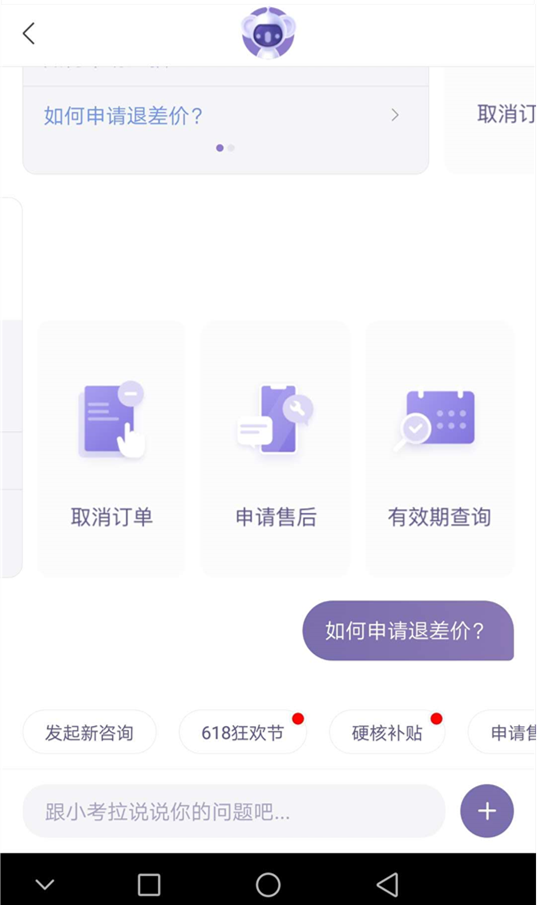 如何申请退差价？
取消订
取消订单
申请售后
有效期查询
如何申请退差价？
发起新咨询
618狂欢节
硬核补贴
申请售
跟小考拉说说你的问题吧...